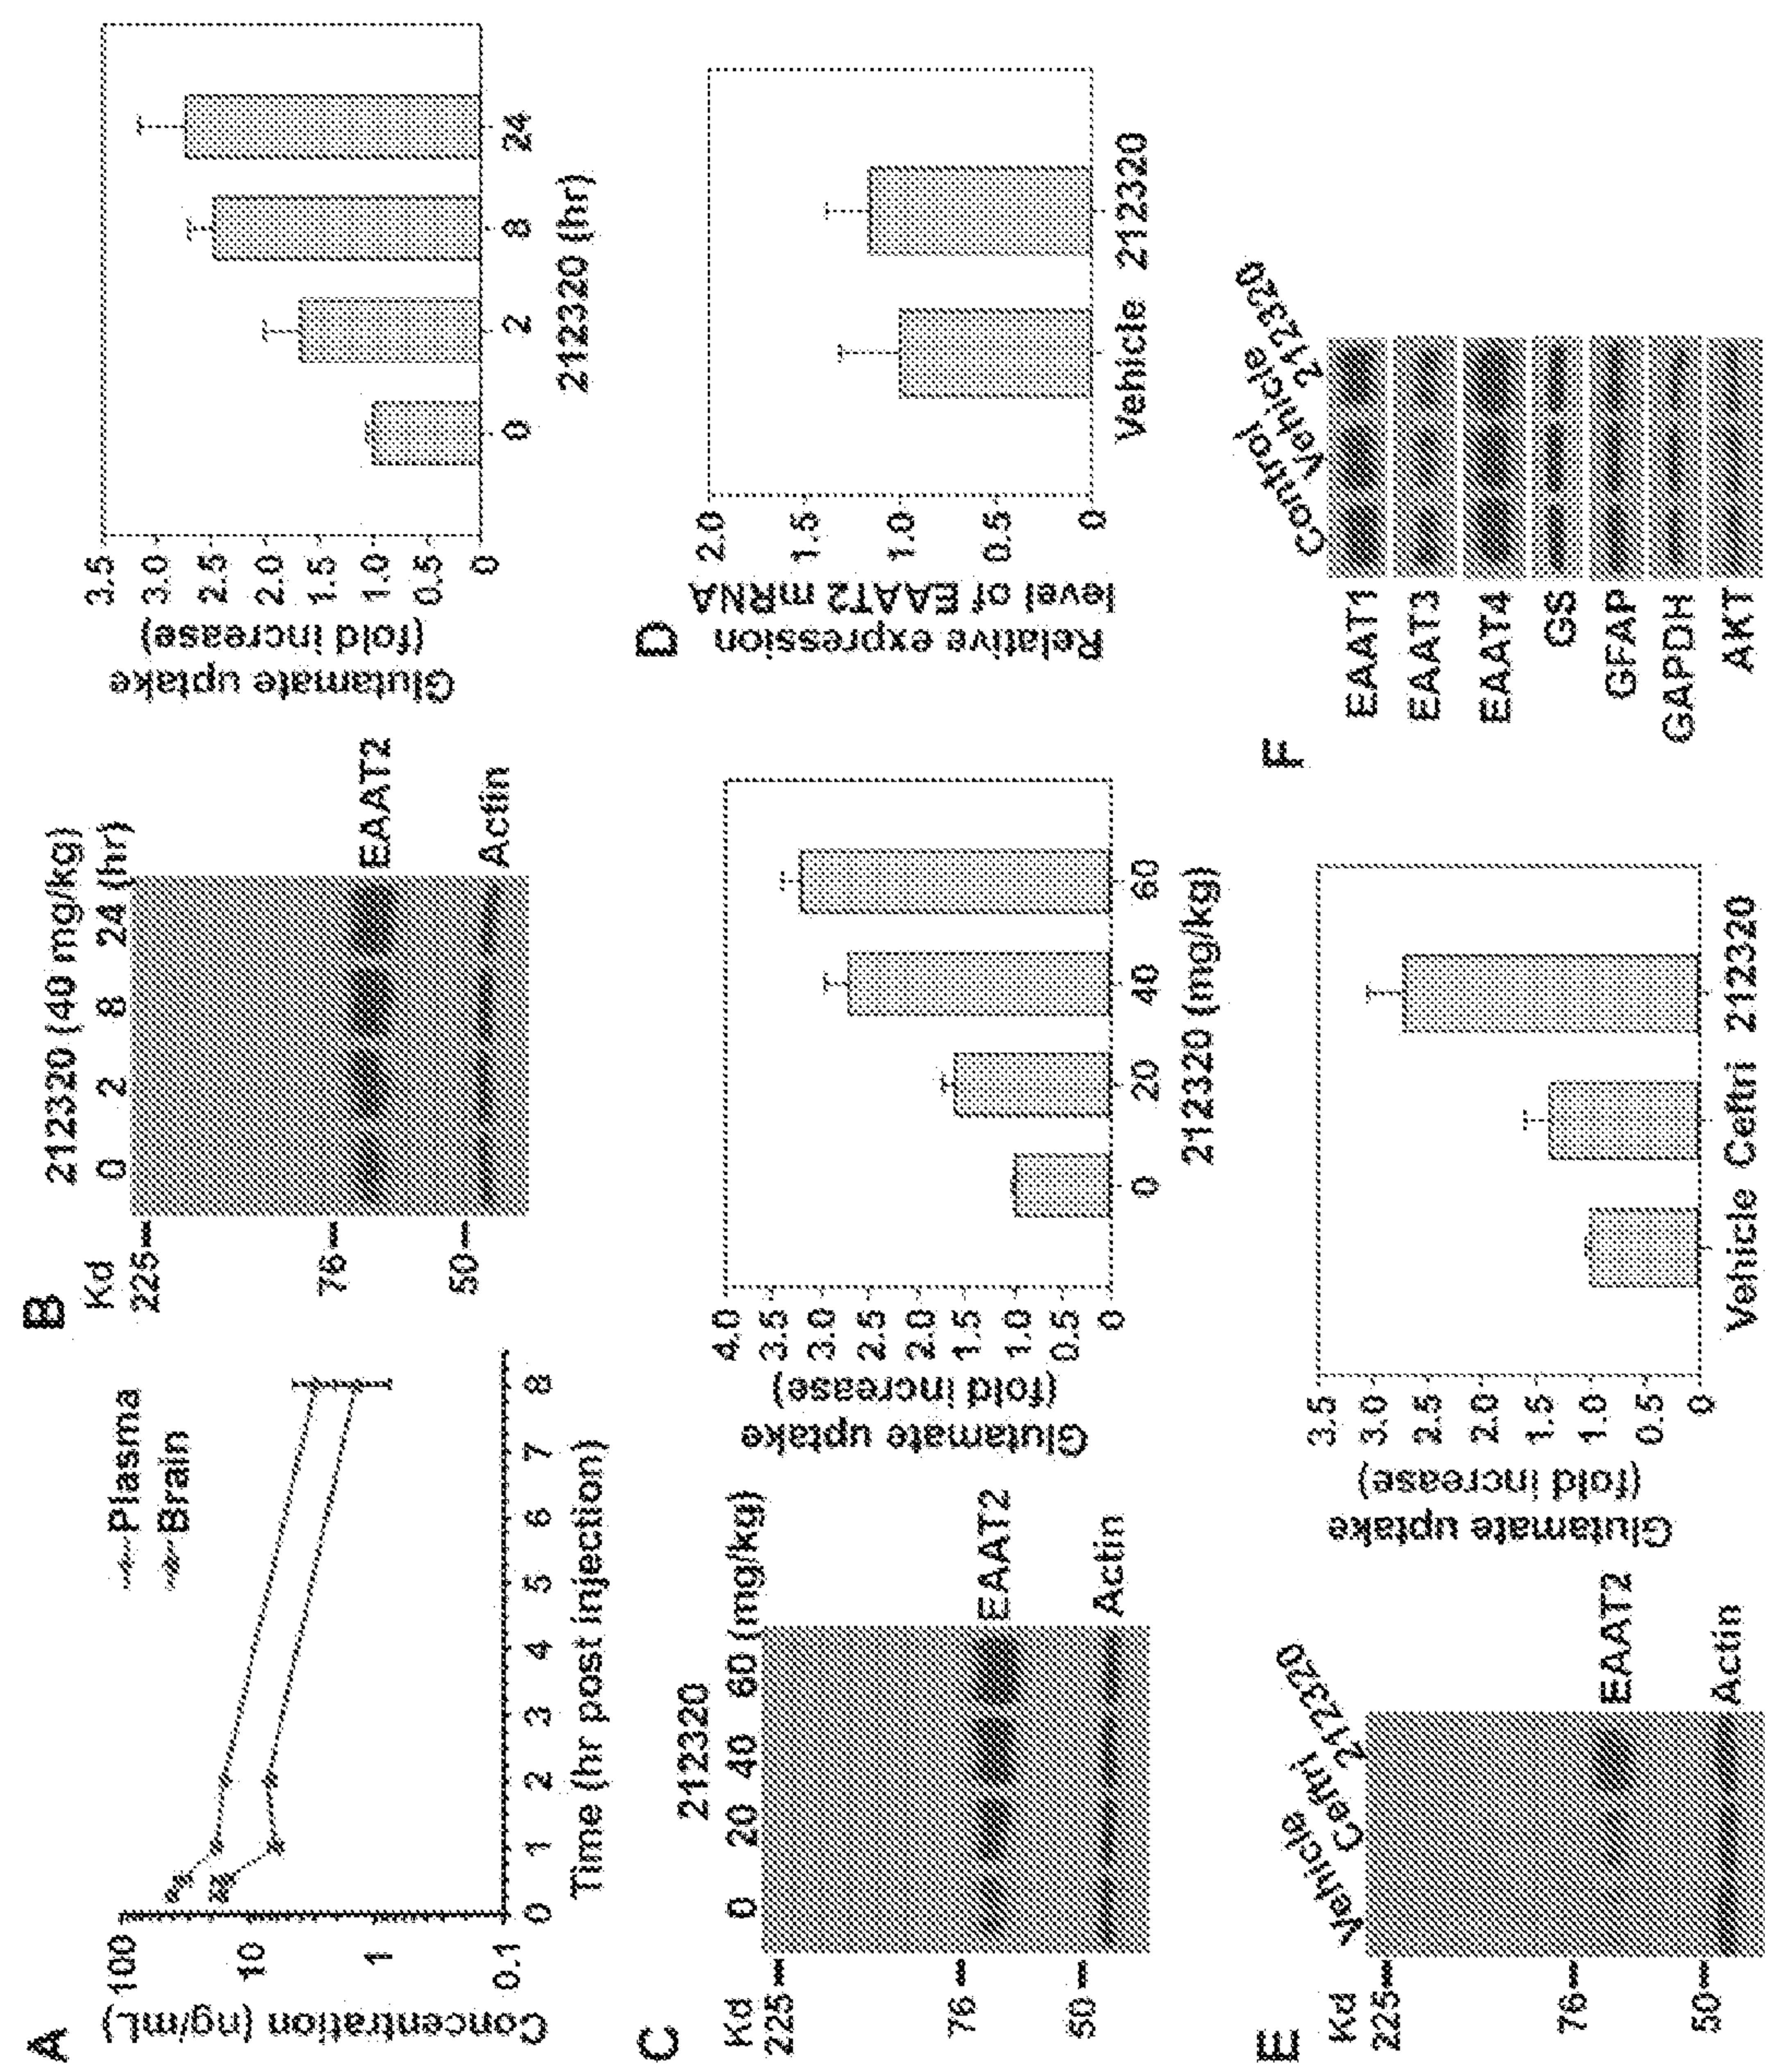 A
Concentration (ng/mL)
100
10
1
0.1
0 1 2 3 4 5 6 7 8
Time (hr post injection)
Plasma
Brain
B
212320 (40 mg/kg)
Kd 0 2 8 24 (hr)
225
76
50
EAAT2
Actin
Glutamate uptake
(fold increase)
3.5
3.0
2.5
2.0
1.5
1.0
0.5
0
0 2 8 24
212320 (hr)
C
212320
Kd 0 20 40 60 (mg/kg)
225
76
50
EAAT2
Actin
Glutamate uptake
(fold increase)
4.0
3.5
3.0
2.5
2.0
1.5
1.0
0.5
0
0 20 40 60
212320 (mg/kg)
D
Relative expression
level of EAAT2 mRNA
2.0
1.5
1.0
0.5
0
Vehicle 212320
E
Kd Vehicle Ceftri 212320
225
76
50
EAAT2
Actin
Glutamate uptake
(fold increase)
3.5
3.0
2.5
2.0
1.5
1.0
0.5
0
Vehicle Ceftri 212320
F
Control Vehicle 212320
EAAT1
EAAT3
EAAT4
GS
GFAP
GAPDH
AKT